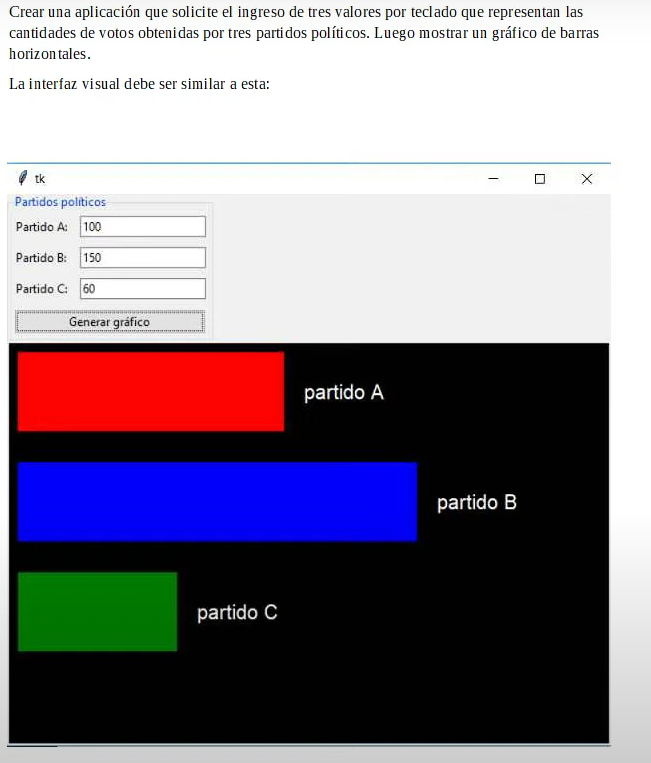 Crear una aplicación que solicite el ingreso de tres valores por teclado que representan las
cantidades de votos obtenidas por tres partidos políticos. Luego mostrar un gráfico de barras
horizontales.
La interfaz visual debe ser similar a esta:
tk
Partidos políticos
Partido A: 100
Partido B: 150
Partido C: 60
Generar gráfico
partido A
partido B
partido C